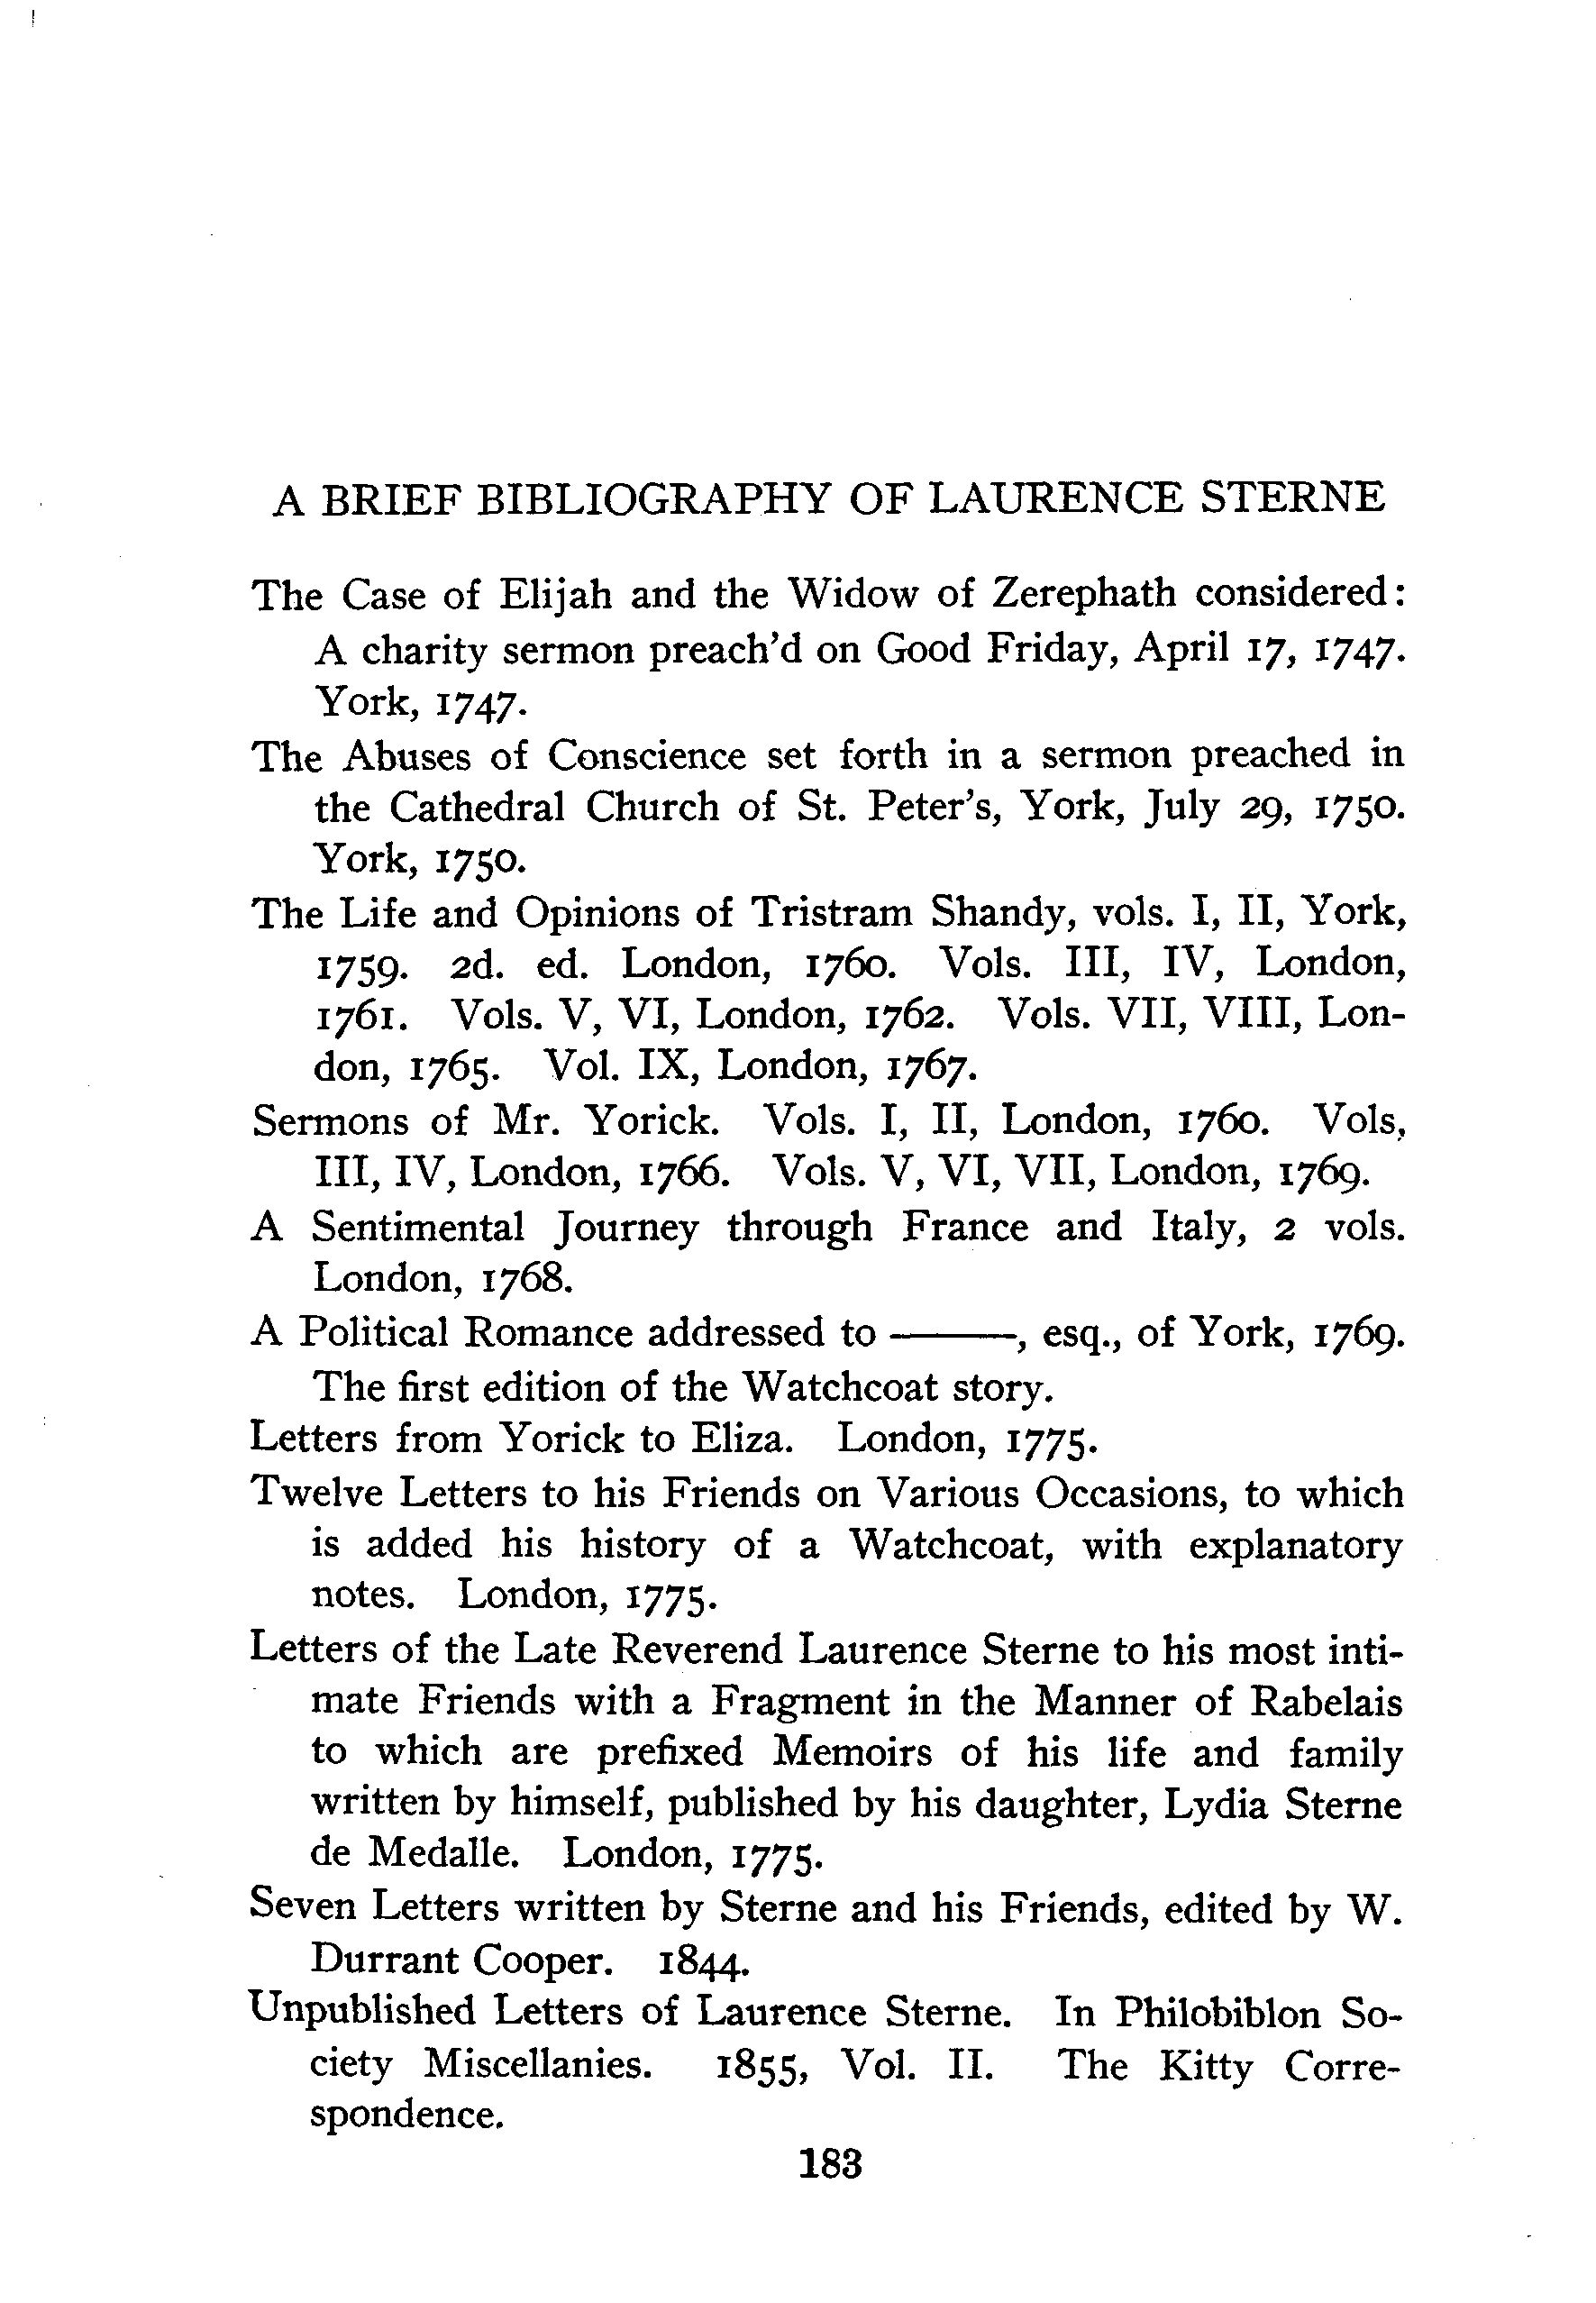 A BRIEF BIBLIOGRAPHY OF LAURENCE STERNE
The Case of Elijah and the Widow of Zerephath considered:
A charity sermon preach'd on Good Friday, April 17, 1747.
York, 1747.
The Abuses of Conscience set forth in a sermon preached in
the Cathedral Church of St. Peter's, York, July 29, 1750.
York, 1750.
The Life and Opinions of Tristram Shandy, vols. I, II, York,
1759. 2d. ed. London, 1760. Vols. III, IV, London,
1761. Vols. V, VI, London, 1762. Vols. VII, VIII, Lon-
don, 1765. Vol. IX, London, 1767.
Sermons of Mr. Yorick. Vols. I, II, London, 1760. Vols,
III, IV, London, 1766. Vols. V, VI, VII, London, 1769.
A Sentimental Journey through France and Italy, 2 vols.
London, 1768.
A Political Romance addressed to ———, esq., of York, 1769.
The first edition of the Watchcoat story.
Letters from Yorick to Eliza. London, 1775.
Twelve Letters to his Friends on Various Occasions, to which
is added his history of a Watchcoat, with explanatory
notes. London, 1775.
Letters of the Late Reverend Laurence Sterne to his most inti-
mate Friends with a Fragment in the Manner of Rabelais
to which are prefixed Memoirs of his life and family
written by himself, published by his daughter, Lydia Sterne
de Medalle. London, 1775.
Seven Letters written by Sterne and his Friends, edited by W.
Durrant Cooper. 1844.
Unpublished Letters of Laurence Sterne. In Philobiblon So-
ciety Miscellanies. 1855, Vol. II. The Kitty Corre-
spondence.
183